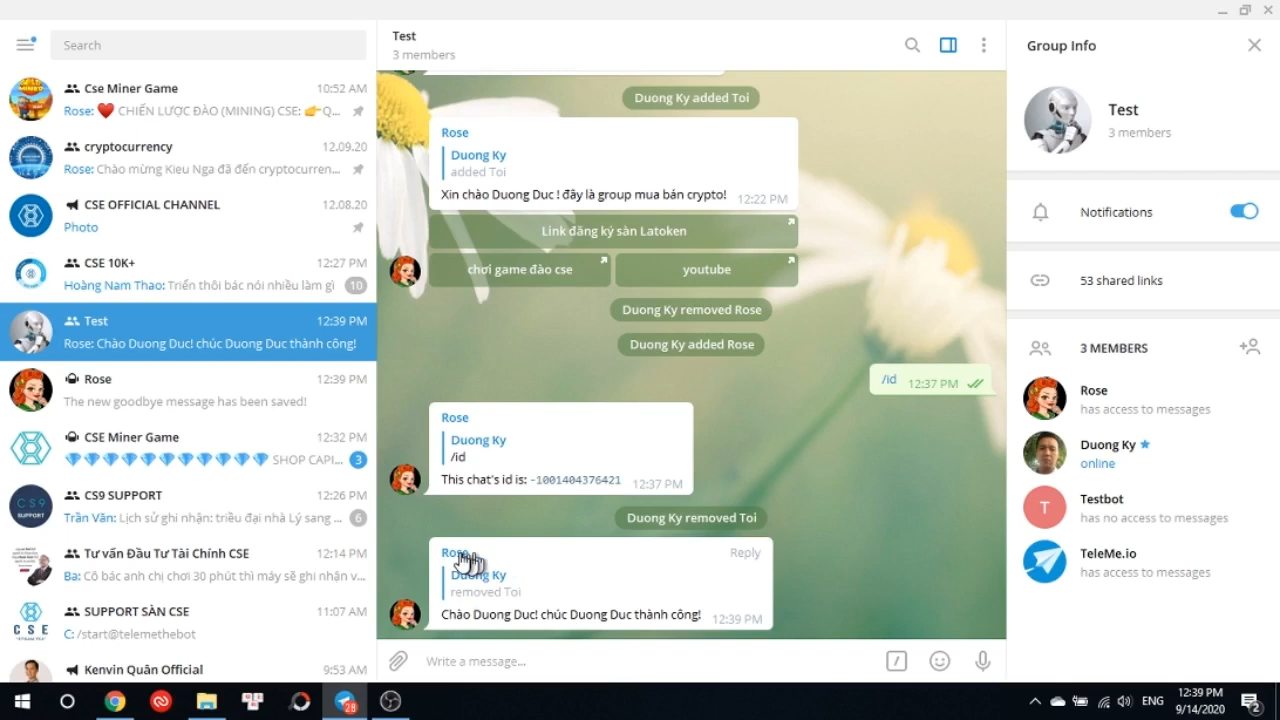 Search
Cse Miner Game
10:52 AM
Rose: ❤️ CHIẾN LƯỢC ĐÀO (MINING) CSE: 👉Q...
cryptocurrency
12.09.20
Rose: Chào mừng Kieu Nga đã đến cryptocurren...
CSE OFFICIAL CHANNEL
12.08.20
Photo
CSE 10K+
12:27 PM
Hoàng Nam Thao: Triển thôi bác nói nhiều làm gì
10
Test
12:39 PM
Rose: Chào Duong Duc! chúc Duong Duc thành công!
Rose
12:39 PM
The new goodbye message has been saved!
CSE Miner Game
12:32 PM
💎💎💎💎💎💎💎💎💎💎💎 SHOP CAPI...
3
CS9 SUPPORT
12:26 PM
CS9
SUPPORT
Trần Văn: Lịch sử ghi nhận: triều đại nhà Lý sang ...
6
Tư vấn Đầu Tư Tài Chính CSE
12:14 PM
Ba: Cô bác anh chị chơi 30 phút thì máy sẽ ghi nhận v...
SUPPORT SÀN CSE
11:07 AM
CSE
C: /start@telemethebot
Kenvin Quân Official
9:53 AM
Test
3 members
Duong Ky added Toi
Rose
Duong Ky
added Toi
Xin chào Duong Duc ! đây là group mua bán crypto!
12:22 PM
Link đăng ký sàn Latoken
chơi game đào cse
youtube
Duong Ky removed Rose
Duong Ky added Rose
/id
12:37 PM
Rose
Duong Ky
/id
This chat's id is: -1001404376421
12:37 PM
Duong Ky removed Toi
Rose
Reply
Duong Ky
removed Toi
Chào Duong Duc! chúc Duong Duc thành công!
12:39 PM
Write a message...
Group Info
Test
3 members
Notifications
53 shared links
3 MEMBERS
Rose
has access to messages
Duong Ky
online
T
Testbot
has no access to messages
TeleMe.io
has access to messages
28
ENG
12:39 PM
9/14/2020
2